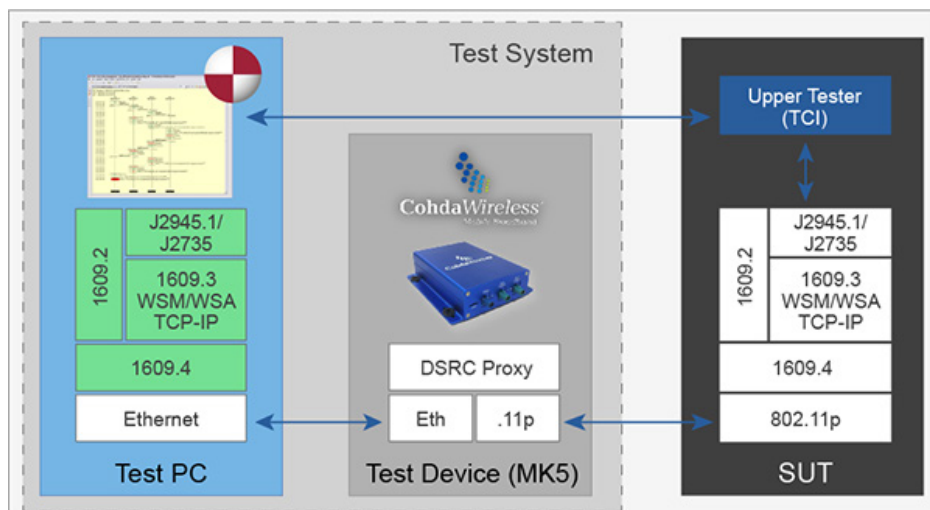 Test System
1609.2
J2945.1/
J2735
1609.3
WSM/WSA
TCP-IP
1609.4
Ethernet
Test PC
CohdaWireless
Mobile Broadband
DSRC Proxy
Eth
.11p
Test Device (MK5)
Upper Tester
(TCI)
1609.2
J2945.1/
J2735
1609.3
WSM/WSA
TCP-IP
1609.4
802.11p
SUT